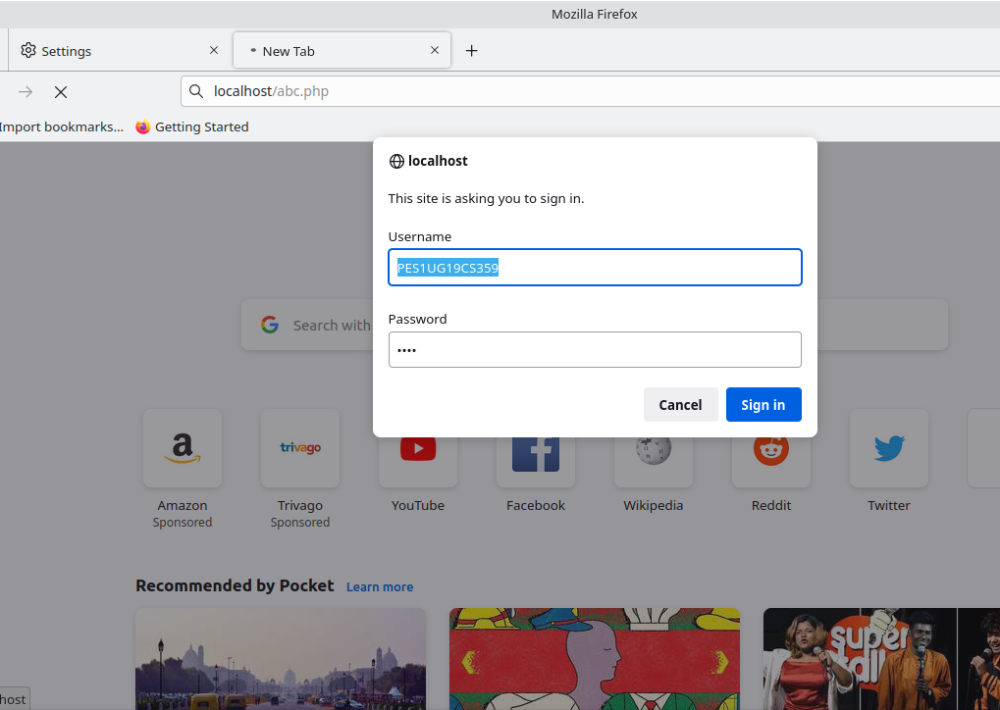 Mozilla Firefox
Settings
New Tab
localhost/abc.php
Import bookmarks...
Getting Started
localhost
This site is asking you to sign in.
Username
PES1UG19CS359
Password
••••
Cancel
Sign in
Search with
a
trivago
Amazon
Sponsored
Trivago
Sponsored
YouTube
Facebook
Wikipedia
Reddit
Twitter
Recommended by Pocket
Learn more
super
host